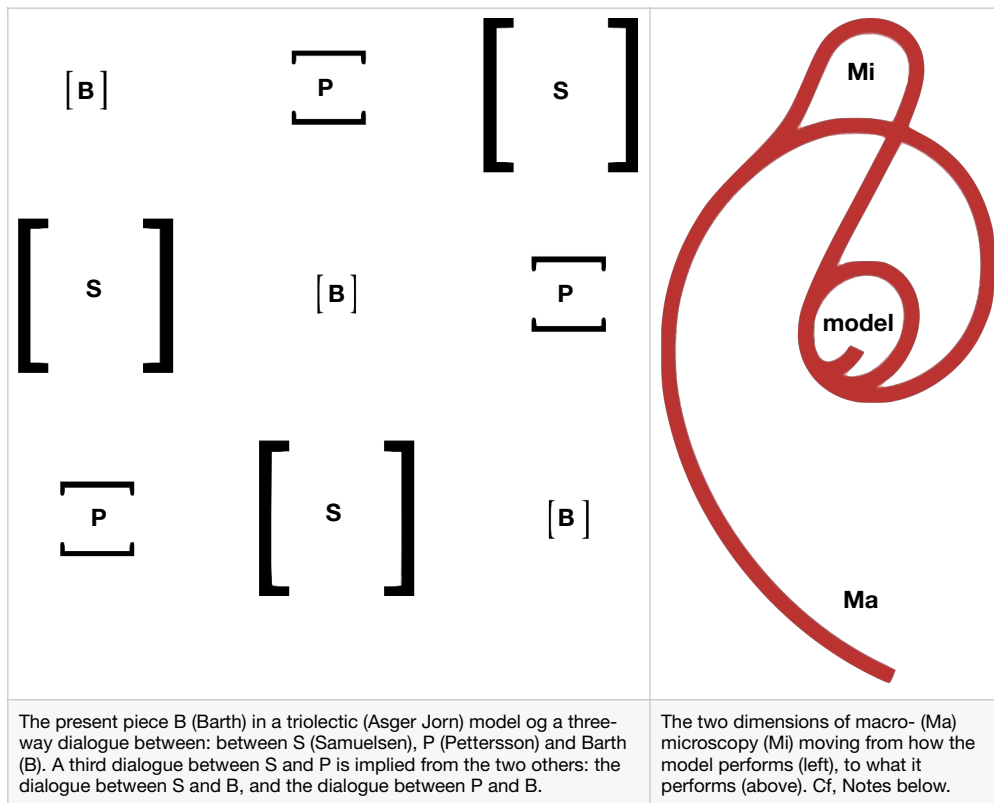 [B]
P
S
S
[B]
P
P
S
[B]
Mi
model
Ma
The present piece B (Barth) in a triolectic (Asger Jorn) model og a three-
way dialogue between: between S (Samuelsen), P (Pettersson) and Barth
(B). A third dialogue between S and P is implied from the two others: the
dialogue between S and B, and the dialogue between P and B.
The two dimensions of macro- (Ma)
microscopy (Mi) moving from how the
model performs (left), to what it
performs (above). Cf, Notes below.